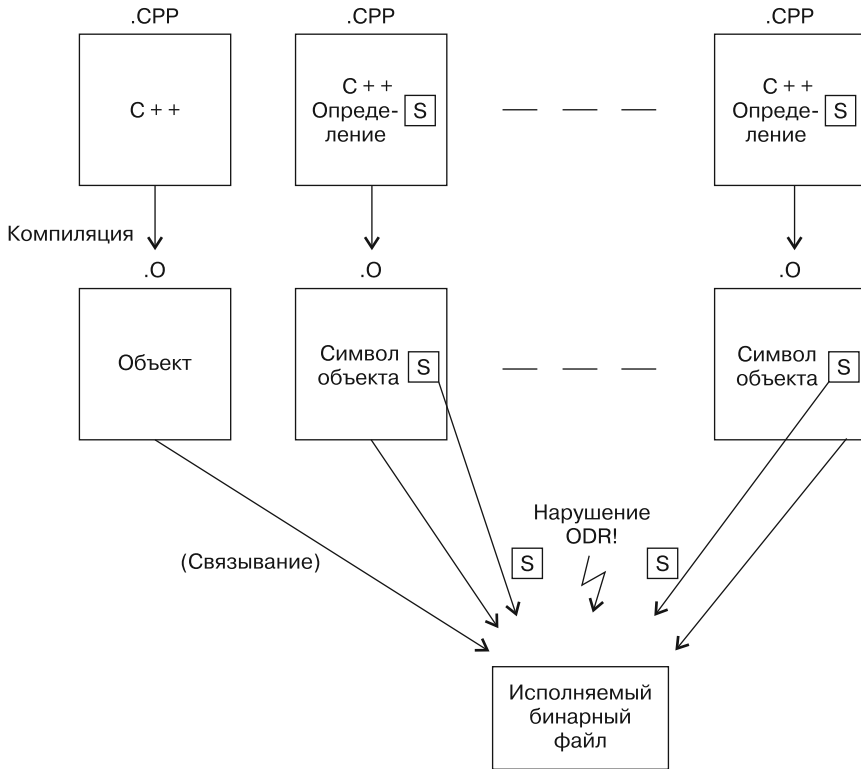 .CPP
.CPP
.CPP
C++
C++
Опреде-
ление
S
C++
Опреде-
ление
S
Компиляция
.O
.O
.O
Объект
Символ
объекта
S
Символ
объекта
S
Нарушение
ODR!
(Связывание)
S
S
Исполняемый
бинарный
файл